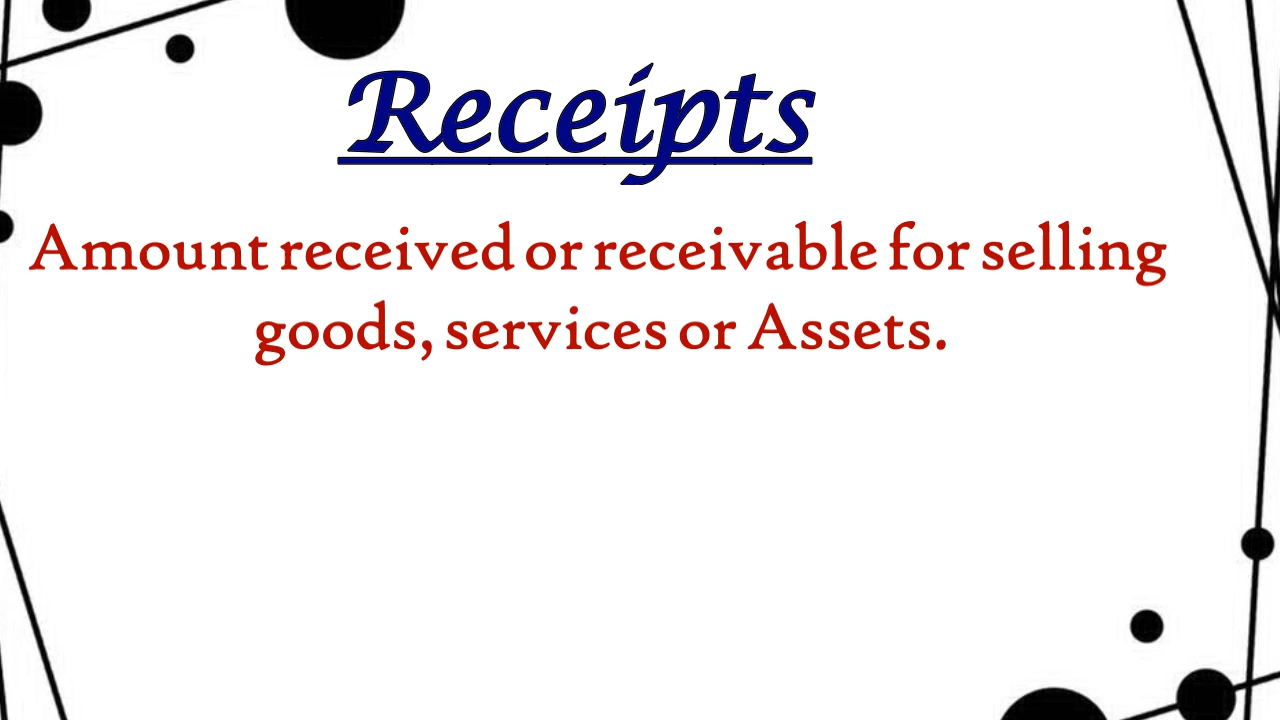 Receipts
Amount received or receivable for selling
goods, services or Assets.